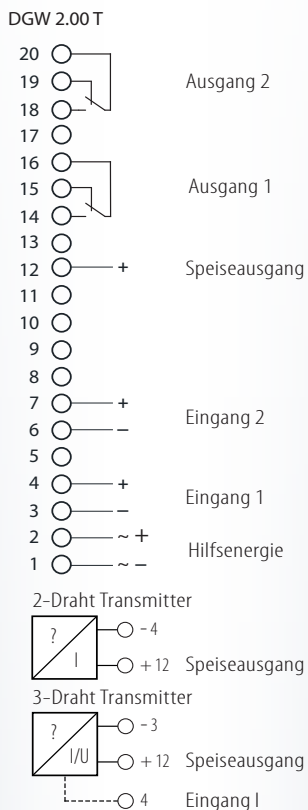 DGW 2.00 T
20
19 Ausgang 2
18
17
16
15 Ausgang 1
14
13
12 + Speiseausgang
11
10
9
8
7 +
Eingang 2
6 –
5
4 +
Eingang 1
3 –
2 ~ +
Hilfsenergie
1 ~ –
2-Draht Transmitter
? - 4
I + 12 Speiseausgang
3-Draht Transmitter
? - 3
I/U + 12 Speiseausgang
4 Eingang I